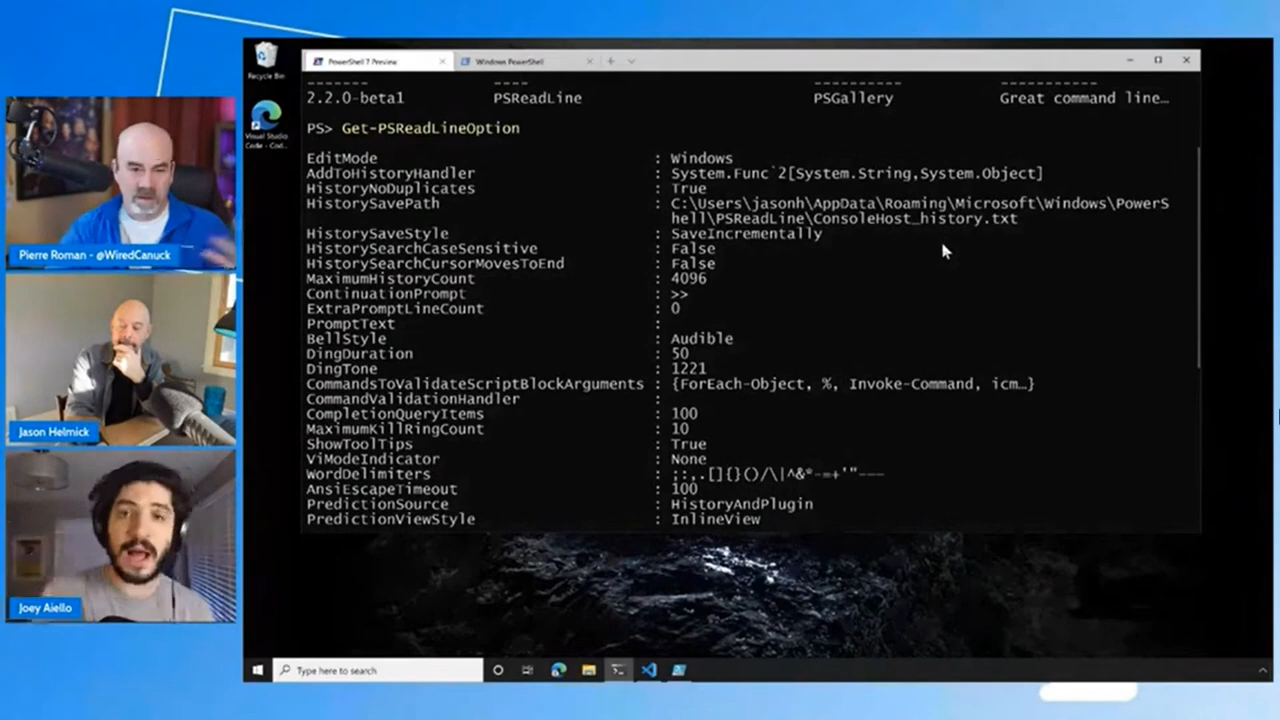 Recycle Bin
Visual Studio
Code - Cod...
PowerShell 7 Preview
Windows PowerShell
-------  ----  ----------  -----------
2.2.0-beta1  PSReadLine  PSGallery  Great command line…
PS> Get-PSReadLineOption
EditMode : Windows
AddToHistoryHandler : System.Func`2[System.String,System.Object]
HistoryNoDuplicates : True
HistorySavePath : C:\Users\jasonh\AppData\Roaming\Microsoft\Windows\PowerS
hell\PSReadLine\ConsoleHost_history.txt
HistorySaveStyle : SaveIncrementally
HistorySearchCaseSensitive : False
HistorySearchCursorMovesToEnd : False
MaximumHistoryCount : 4096
ContinuationPrompt : >>
ExtraPromptLineCount : 0
PromptText :
BellStyle : Audible
DingDuration : 50
DingTone : 1221
CommandsToValidateScriptBlockArguments : {ForEach-Object, %, Invoke-Command, icm…}
CommandValidationHandler :
CompletionQueryItems : 100
MaximumKillRingCount : 10
ShowToolTips : True
ViModeIndicator : None
WordDelimiters : ;:,.[]{}()/\|^&*-=+'"–—―
AnsiEscapeTimeout : 100
PredictionSource : HistoryAndPlugin
PredictionViewStyle : InlineView
Type here to search
Pierre Roman - @WiredCanuck
Jason Helmick
Joey Aiello